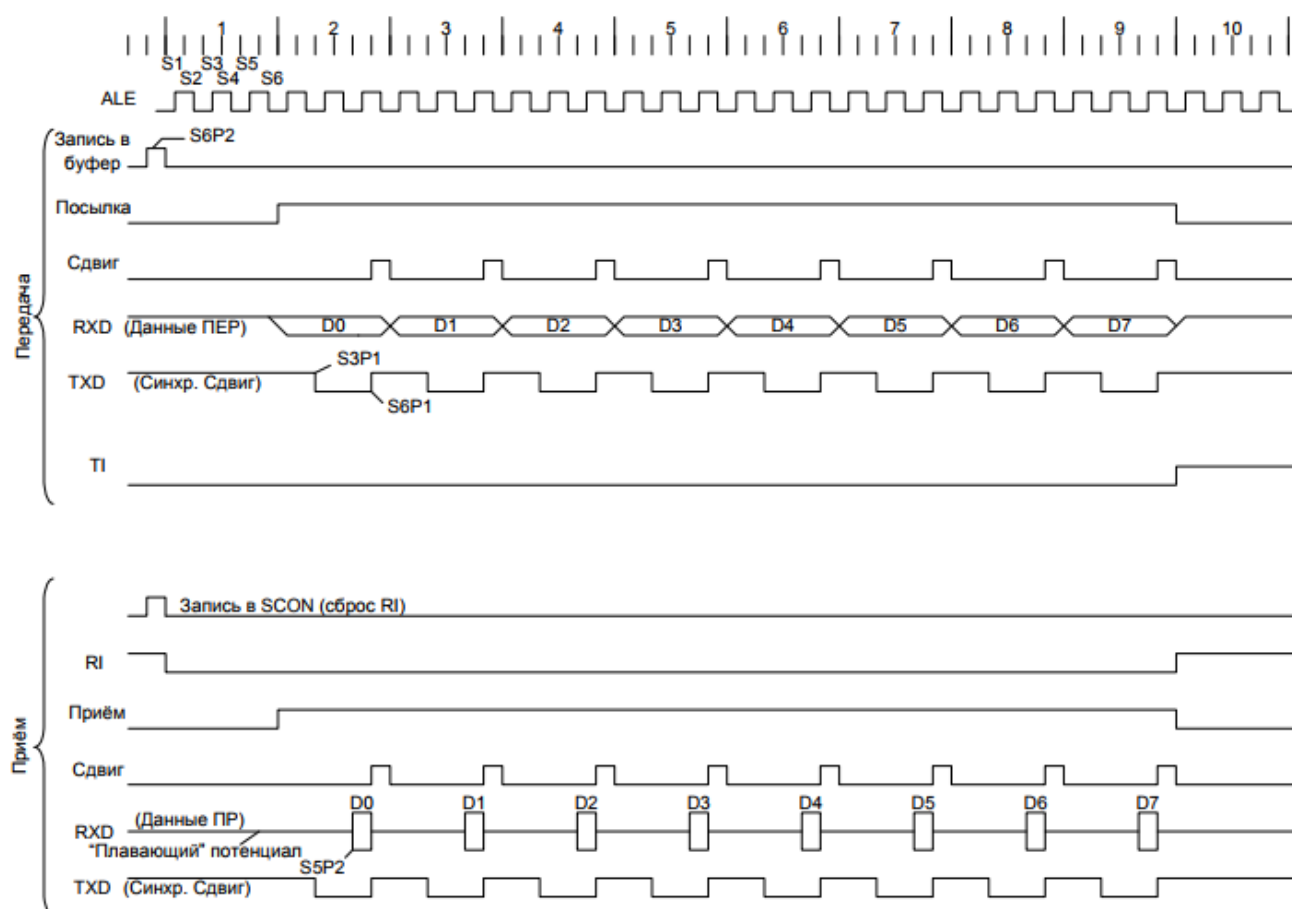 1 2 3 4 5 6 7 8 9 10
S1 S3 S5
S2 S4 S6
ALE
Передача
Запись в буфер
S6P2
Посылка
Сдвиг
RXD (Данные ПЕР) D0 D1 D2 D3 D4 D5 D6 D7
S3P1
TXD (Синхр. Сдвиг)
S6P1
TI
Приём
Запись в SCON (сброс RI)
RI
Приём
Сдвиг
D0 D1 D2 D3 D4 D5 D6 D7
(Данные ПР)
RXD
"Плавающий" потенциал
S5P2
TXD (Синхр. Сдвиг)